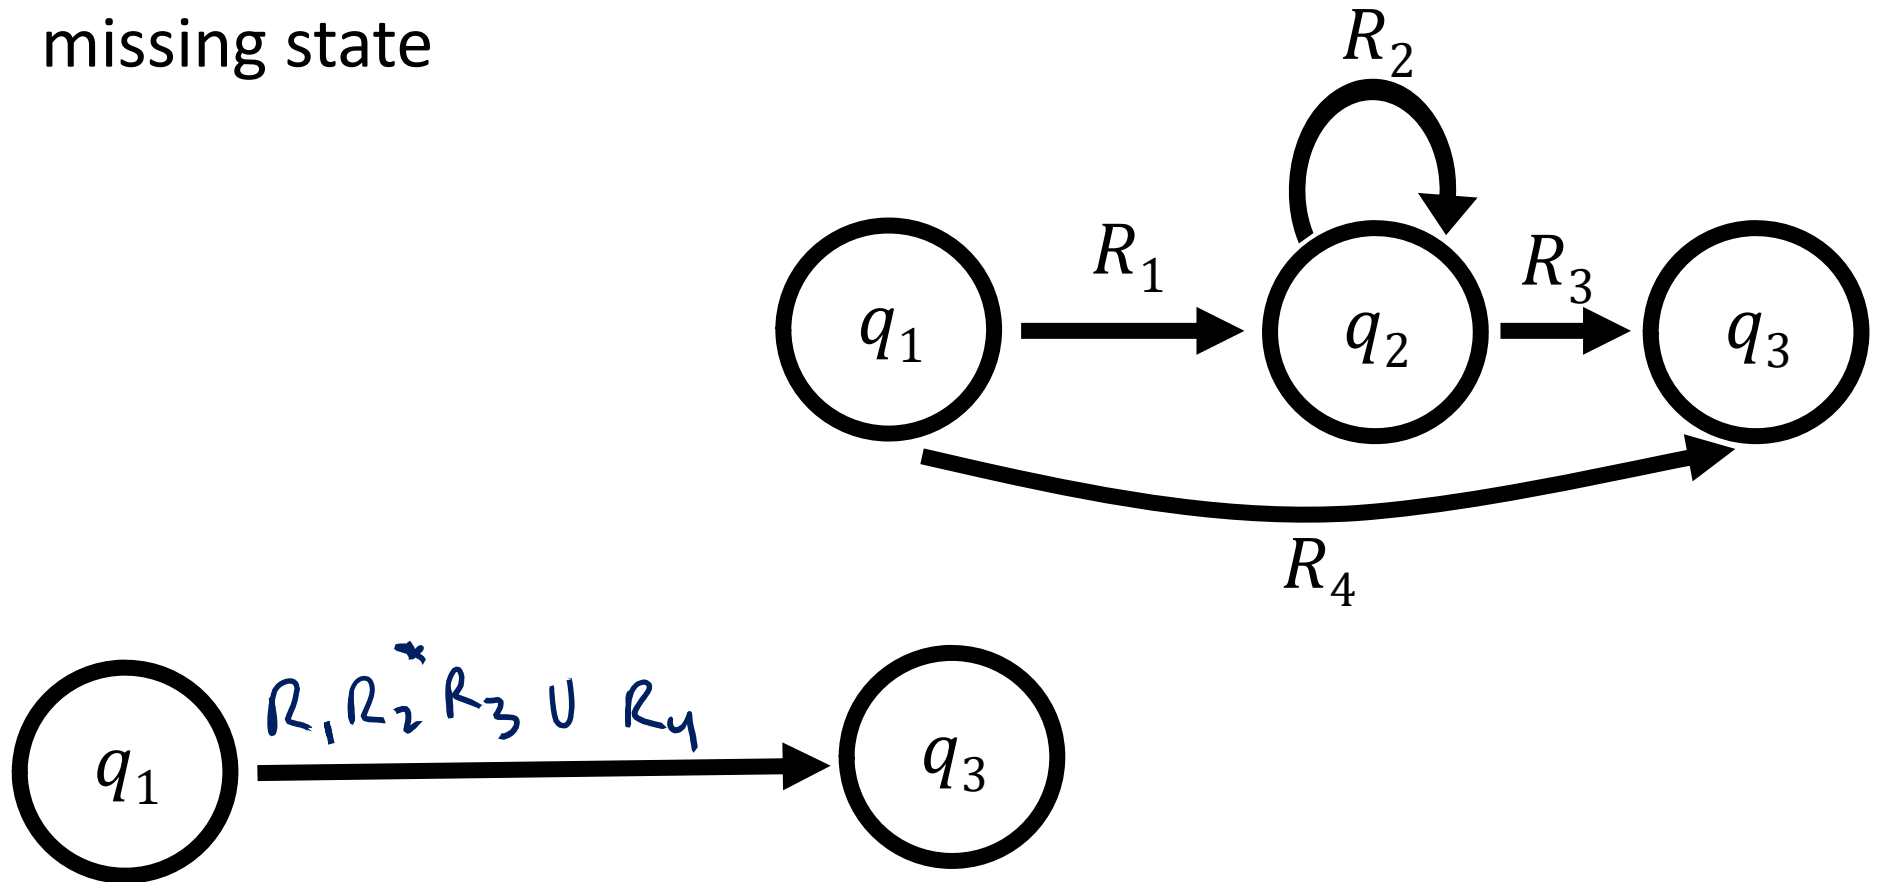 missing state
R₂
R₁
R₃
q₁
q₂
q₃
R₄
R₁R₂* R₃ ∪ R₄
q₁
q₃